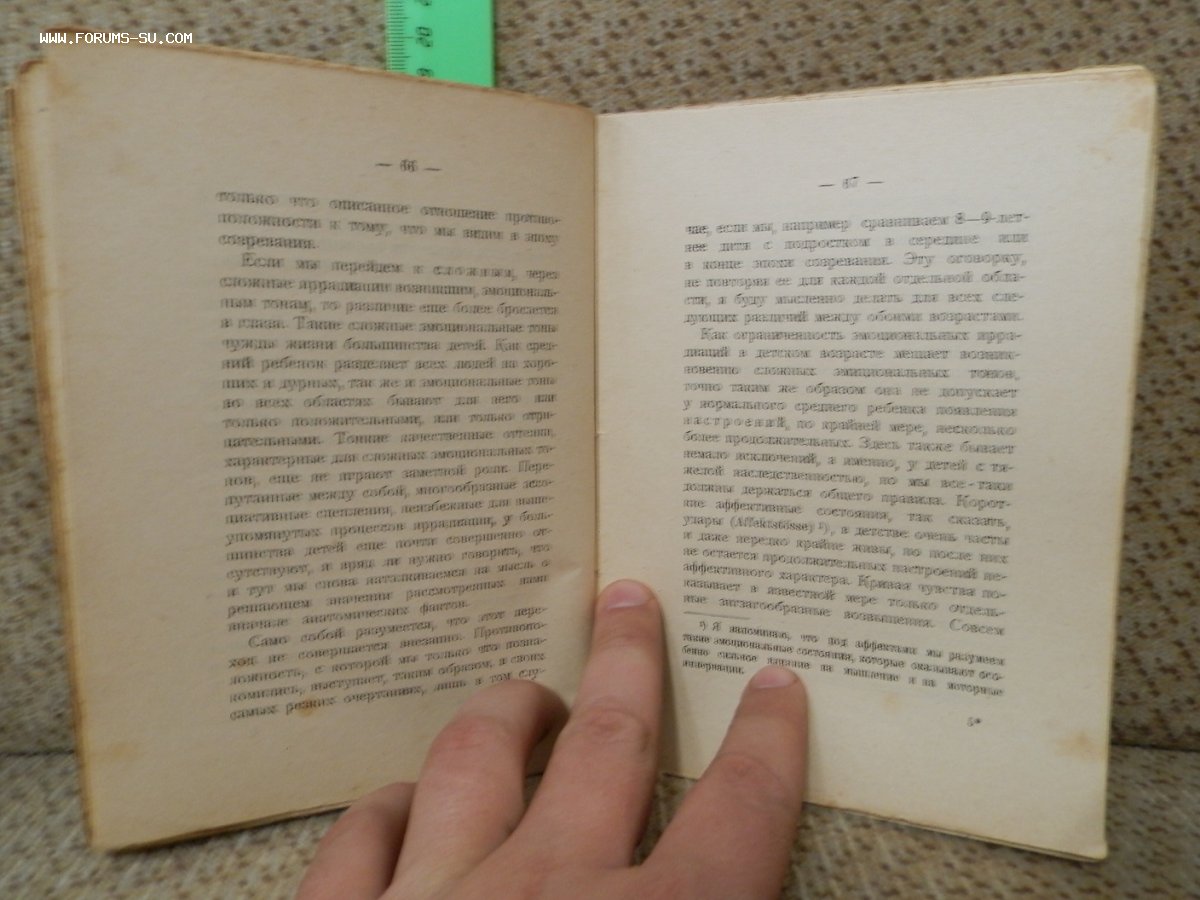 www.forums-su.com
— 66 —
только что описанное отношение противо-
положности к тому, что мы видим в эпоху
созревания.
Если мы перейдем к сложным, через
сложные иррадиации возникшим, эмоциональ-
ным тонам, то различие еще более бросается
в глаза. Такие сложные эмоциональные тоны
чужды жизни большинства детей. Как сред-
ний ребенок разделяет всех людей на хоро-
ших и дурных, так же и эмоциональные тоны
во всех областях бывают для него или
только положительными, или только отри-
цательными. Тонкие качественные оттенки,
характерные для сложных эмоциональных то-
нов, еще не играют заметной роли. Пере-
путанные между собой, многообразные ассо-
циативные сцепления, неизбежные для выше-
упомянутых процессов иррадиации, у боль-
шинства детей еще почти совершенно от-
сутствуют, и вряд ли нужно говорить, что
и тут мы снова наталкиваемся на мысль о
решающем значении рассмотренных нами
вначале анатомических фактов.
Само собой разумеется, что этот пере-
ход не совершается внезапно. Противопо-
ложность, с которой мы только что позна-
комились, выступает, таким образом, в своих
самых резких очертаниях, лишь в том слу-
— 67 —
чае, если мы, например сравниваем 8—9-лет-
нее дитя с подростком в середине или
в конце эпохи созревания. Эту оговорку,
не повторяя ее для каждой отдельной обла-
сти, я буду мысленно делать для всех сле-
дующих различий между обоими возрастами.
Как ограниченность эмоциональных ирра-
диаций в детском возрасте мешает возник-
новению сложных эмоциональных тонов,
точно таким же образом она не допускает
у нормального среднего ребенка появления
настроений, по крайней мере, несколько
более продолжительных. Здесь также бывает
немало исключений, а именно, у детей с тя-
желой наследственностью, но мы все-таки
должны держаться общего правила. Корот-
кие аффективные состояния, так сказать,
удары (Affektstösse) ¹), в детстве очень часты
и даже нередко крайне живы, но после них
не остается продолжительных настроений не-
аффективного характера. Кривая чувства по-
казывает в известной мере только отдель-
ные зигзагообразные возвышения. Совсем
¹) Я напоминаю, что под аффектами мы разумеем
такие эмоциональные состояния, которые оказывают осо-
бенно сильное влияние на мышление и на моторные
иннервации.
5*